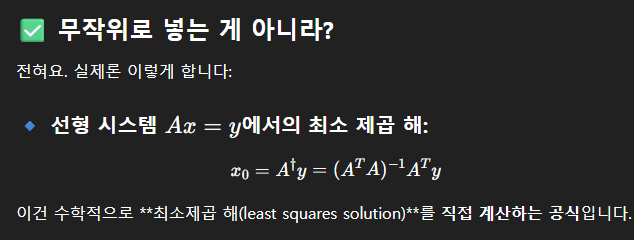 ✅ 무작위로 넣는 게 아니라?
전혀요. 실제론 이렇게 합니다:
🔹 선형 시스템 Ax = y에서의 최소 제곱 해:
x₀ = A†y = (AᵀA)⁻¹Aᵀy
이건 수학적으로 **최소제곱 해(least squares solution)**를 직접 계산하는 공식입니다.